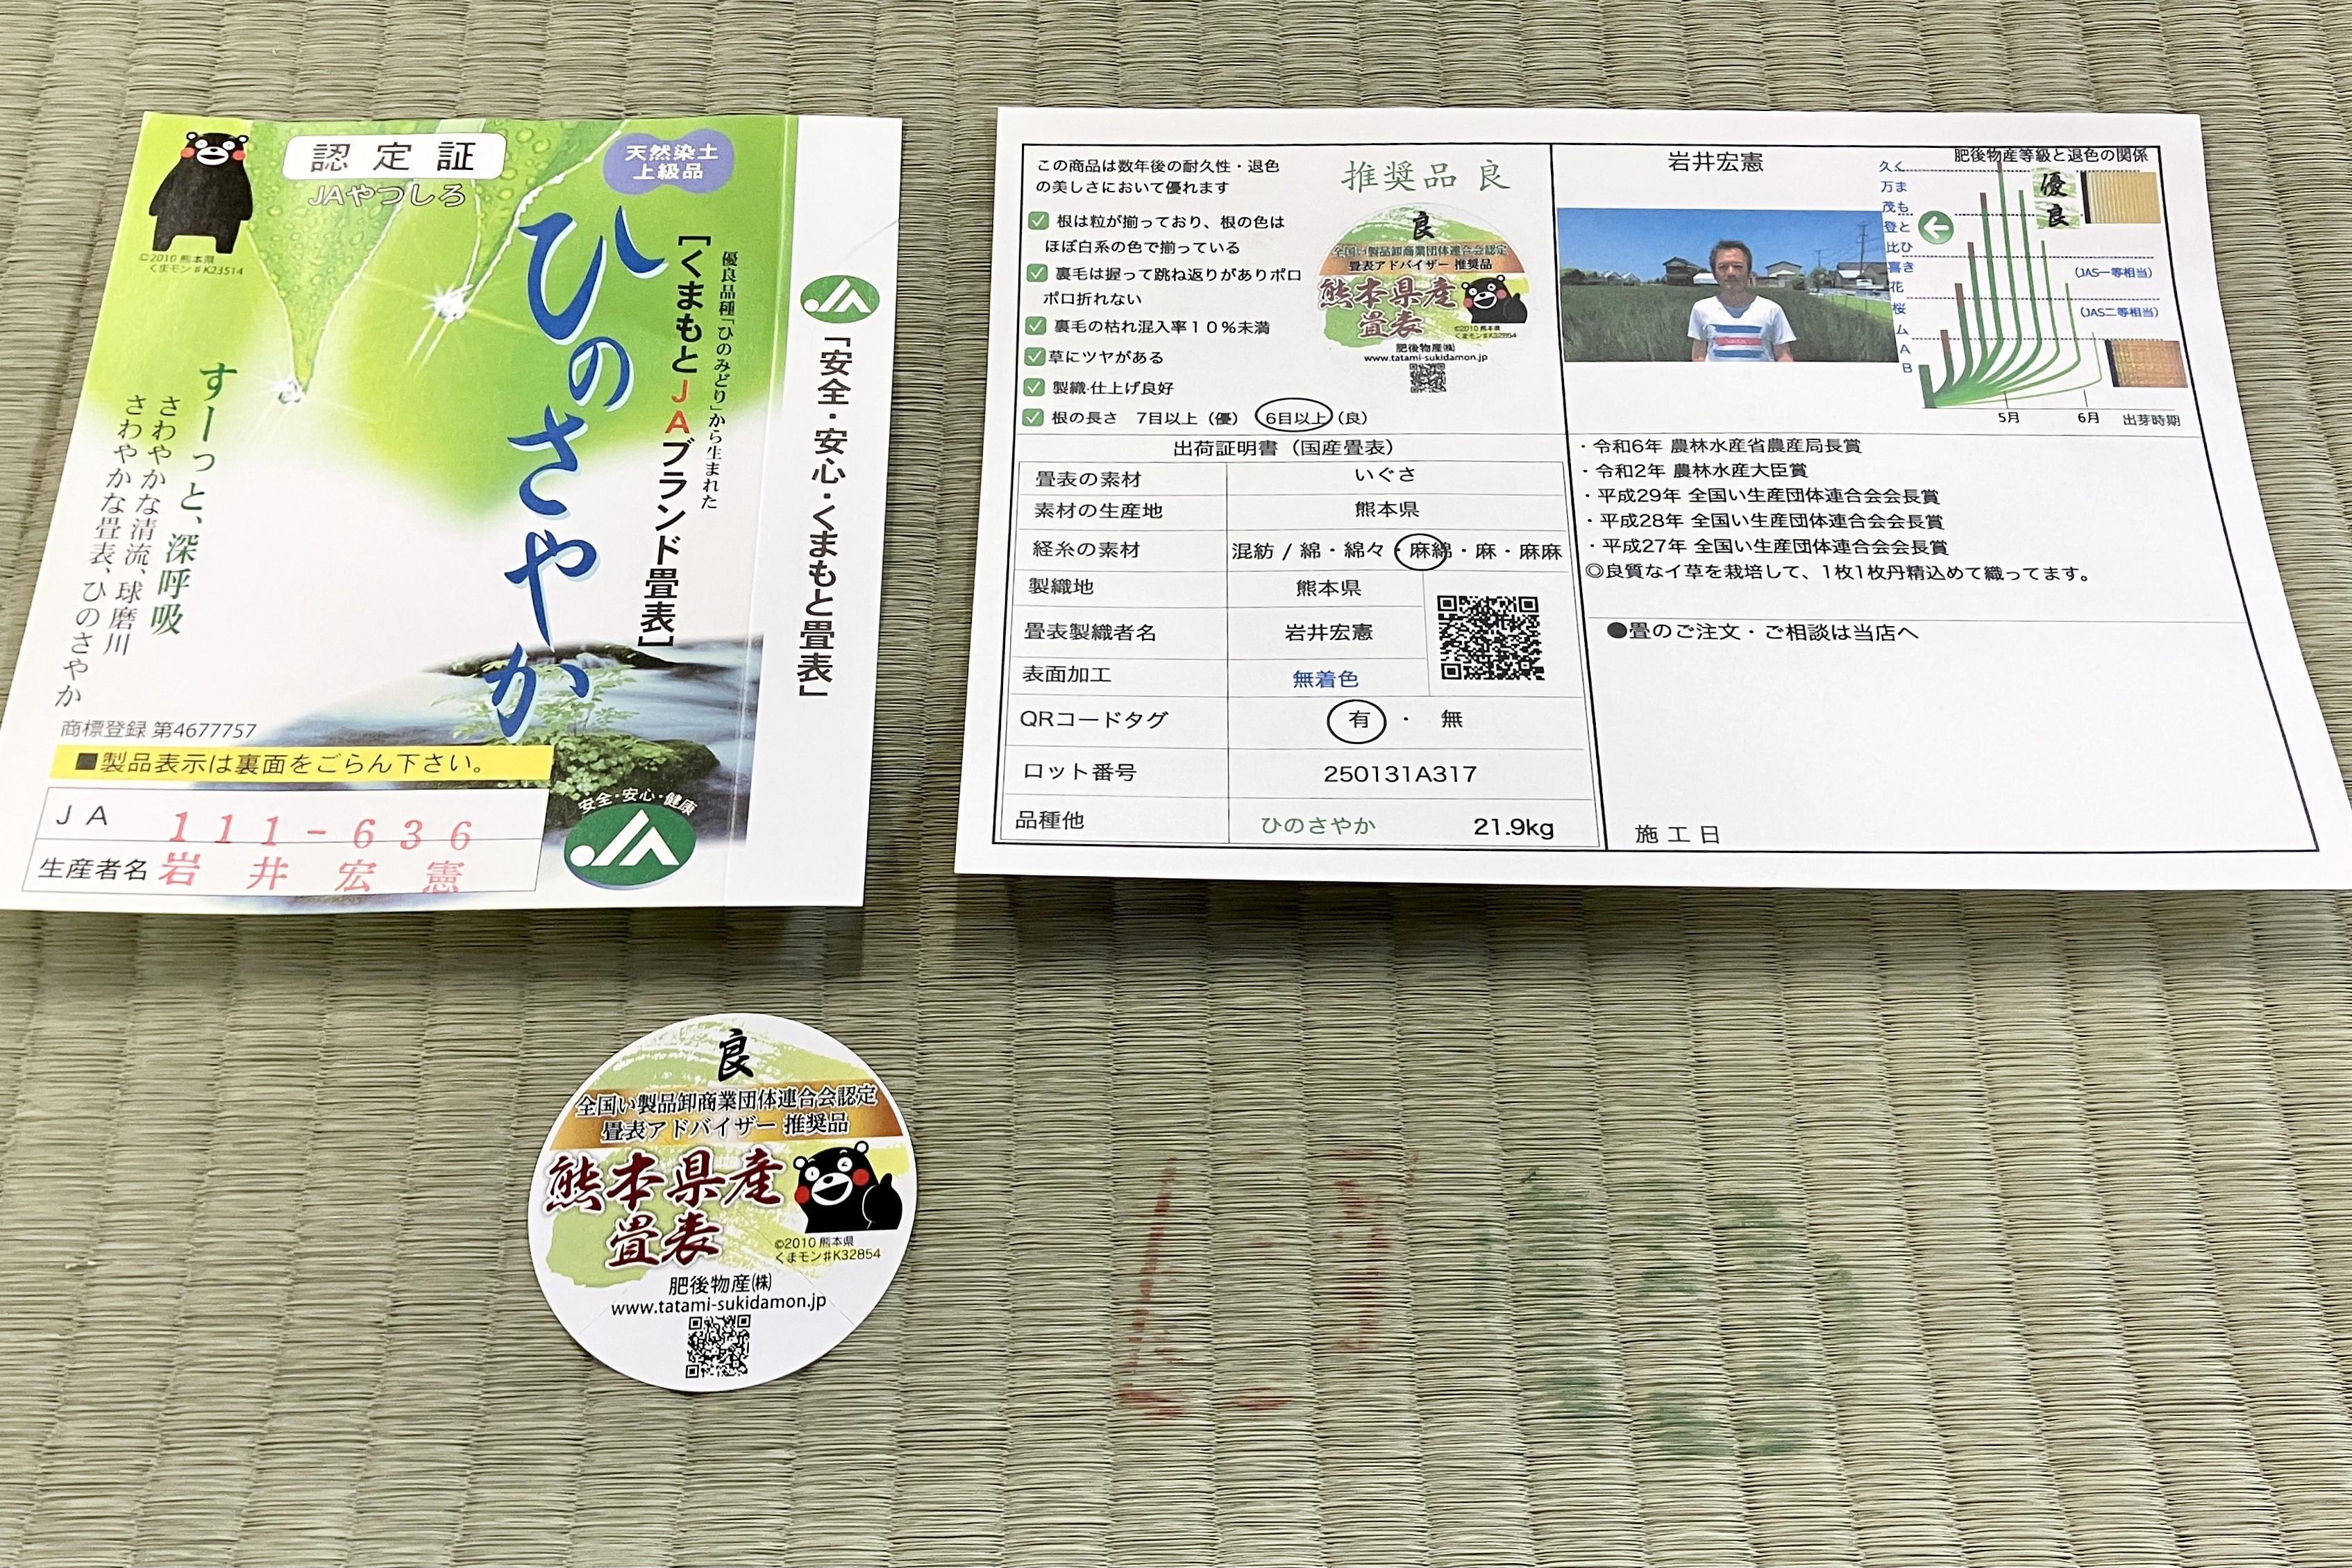 認定証
JAやつしろ
天然染土
上級品
©2010 熊本県
くまモン#K23514
ひのさやか
優良品種「ひのみどり」から生まれた
[くまもとJAブランド畳表]
すーっと、深呼吸
さわやかな清流、球磨川
さわやかな畳表、ひのさやか
商標登録 第4677757
■製品表示は裏面をごらん下さい。
JA 111-636
生産者名 岩井宏憲
安全・安心・健康
JA
JA
「安全・安心・くまもと畳表」
この商品は数年後の耐久性・退色
の美しさにおいて優れます
推奨品 良
根は粒が揃っており、根の色は
ほぼ白系の色で揃っている
裏毛は握って跳ね返りがありポロ
ポロ折れない
裏毛の枯れ混入率10%未満
草にツヤがある
製織・仕上げ良好
根の長さ 7目以上(優) 6目以上(良)
良
全国い製品卸商業団体連合会認定
畳表アドバイザー 推奨品
熊本県産
畳表
©2010 熊本県
くまモン#K32854
肥後物産㈱
www.tatami-sukidamon.jp
出荷証明書(国産畳表)
畳表の素材 いぐさ
素材の生産地 熊本県
経糸の素材 混紡 / 綿・綿々・麻綿・麻・麻麻
製織地 熊本県
畳表製織者名 岩井宏憲
表面加工 無着色
QRコードタグ 有 ・ 無
ロット番号 250131A317
品種他 ひのさやか 21.9kg
岩井宏憲
肥後物産等級と退色の関係
久く
万ま
茂も
登と
比ひ
喜き
花
桜
ム
A
B
優
良
(JAS一等相当)
(JAS二等相当)
5月 6月 出芽時期
・令和6年 農林水産省農産局長賞
・令和2年 農林水産大臣賞
・平成29年 全国い生産団体連合会会長賞
・平成28年 全国い生産団体連合会会長賞
・平成27年 全国い生産団体連合会会長賞
◎良質なイ草を栽培して、1枚1枚丹精込めて織ってます。
●畳のご注文・ご相談は当店へ
施工日
良
全国い製品卸商業団体連合会認定
畳表アドバイザー 推奨品
熊本県産
畳表
©2010 熊本県
くまモン#K32854
肥後物産㈱
www.tatami-sukidamon.jp